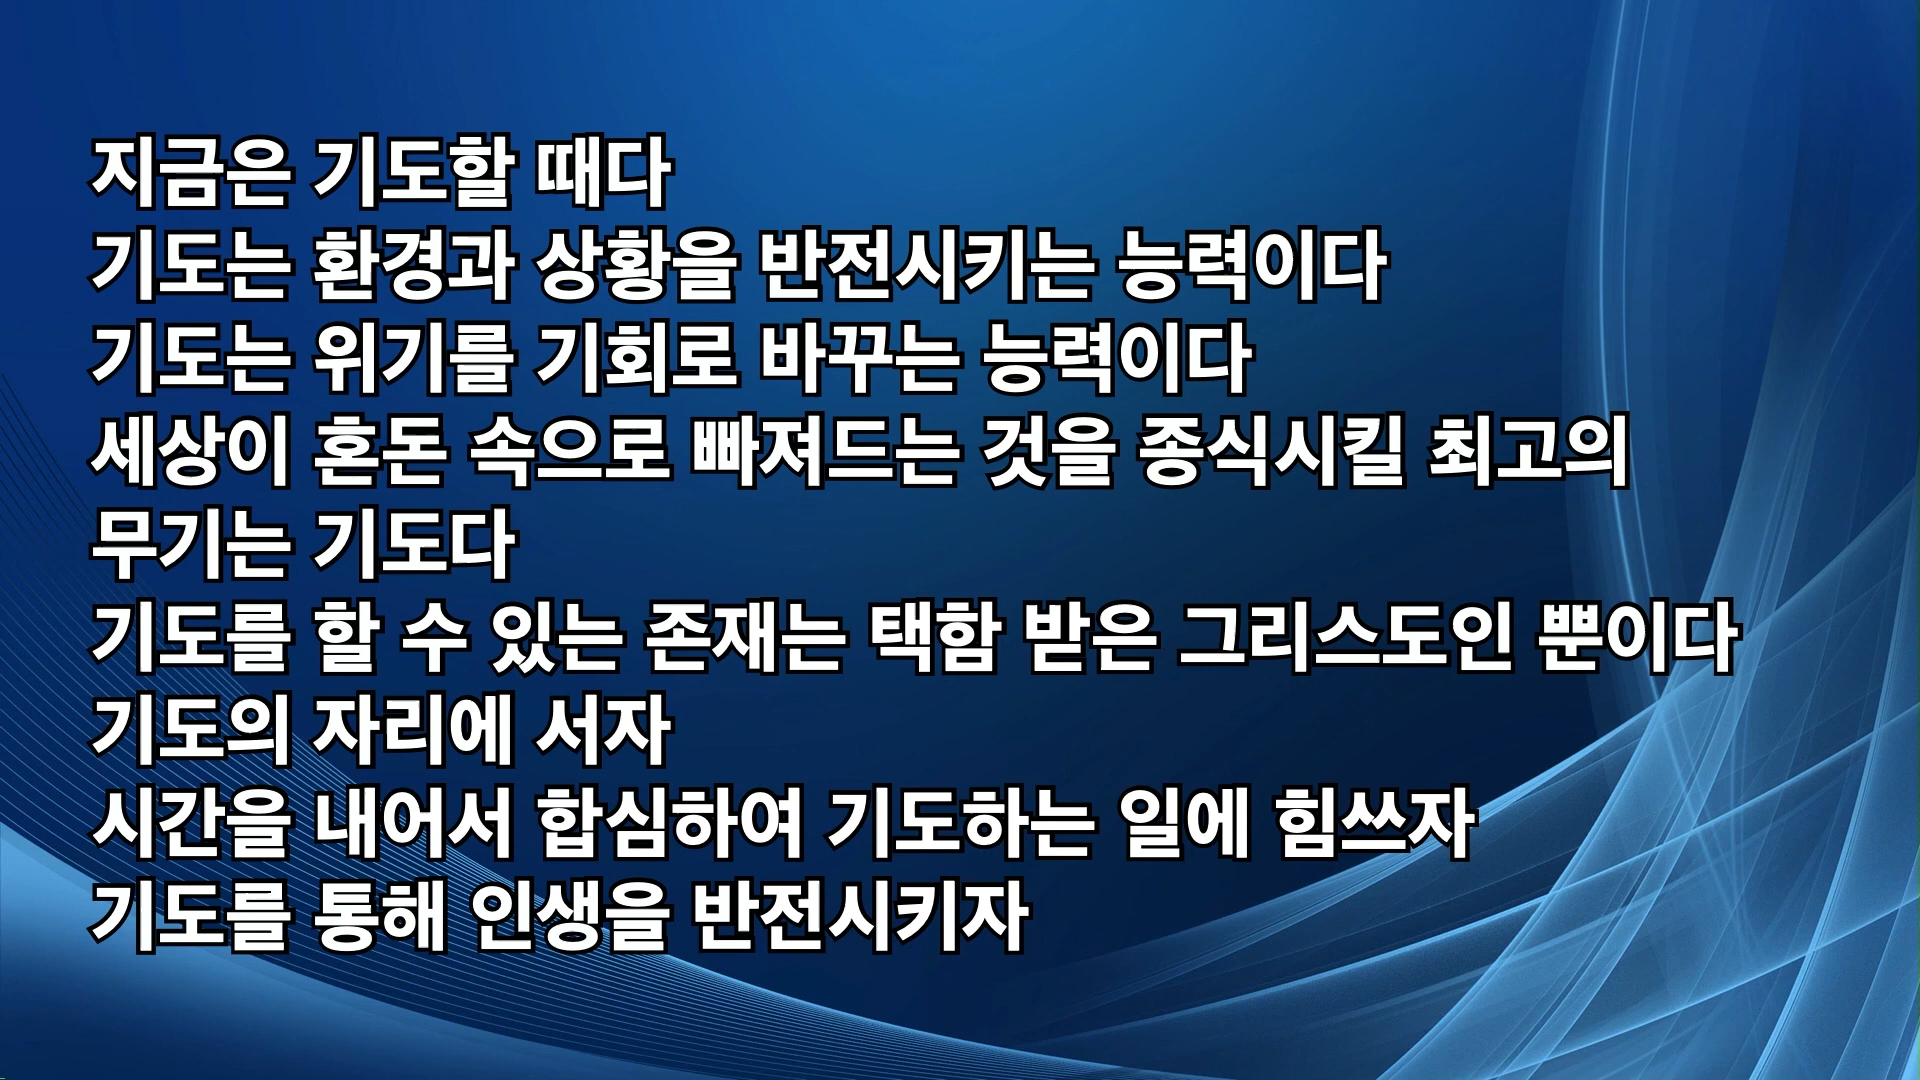 지금은 기도할 때다
기도는 환경과 상황을 반전시키는 능력이다
기도는 위기를 기회로 바꾸는 능력이다
세상이 혼돈 속으로 빠져드는 것을 종식시킬 최고의
무기는 기도다
기도를 할 수 있는 존재는 택함 받은 그리스도인 뿐이다
기도의 자리에 서자
시간을 내어서 합심하여 기도하는 일에 힘쓰자
기도를 통해 인생을 반전시키자